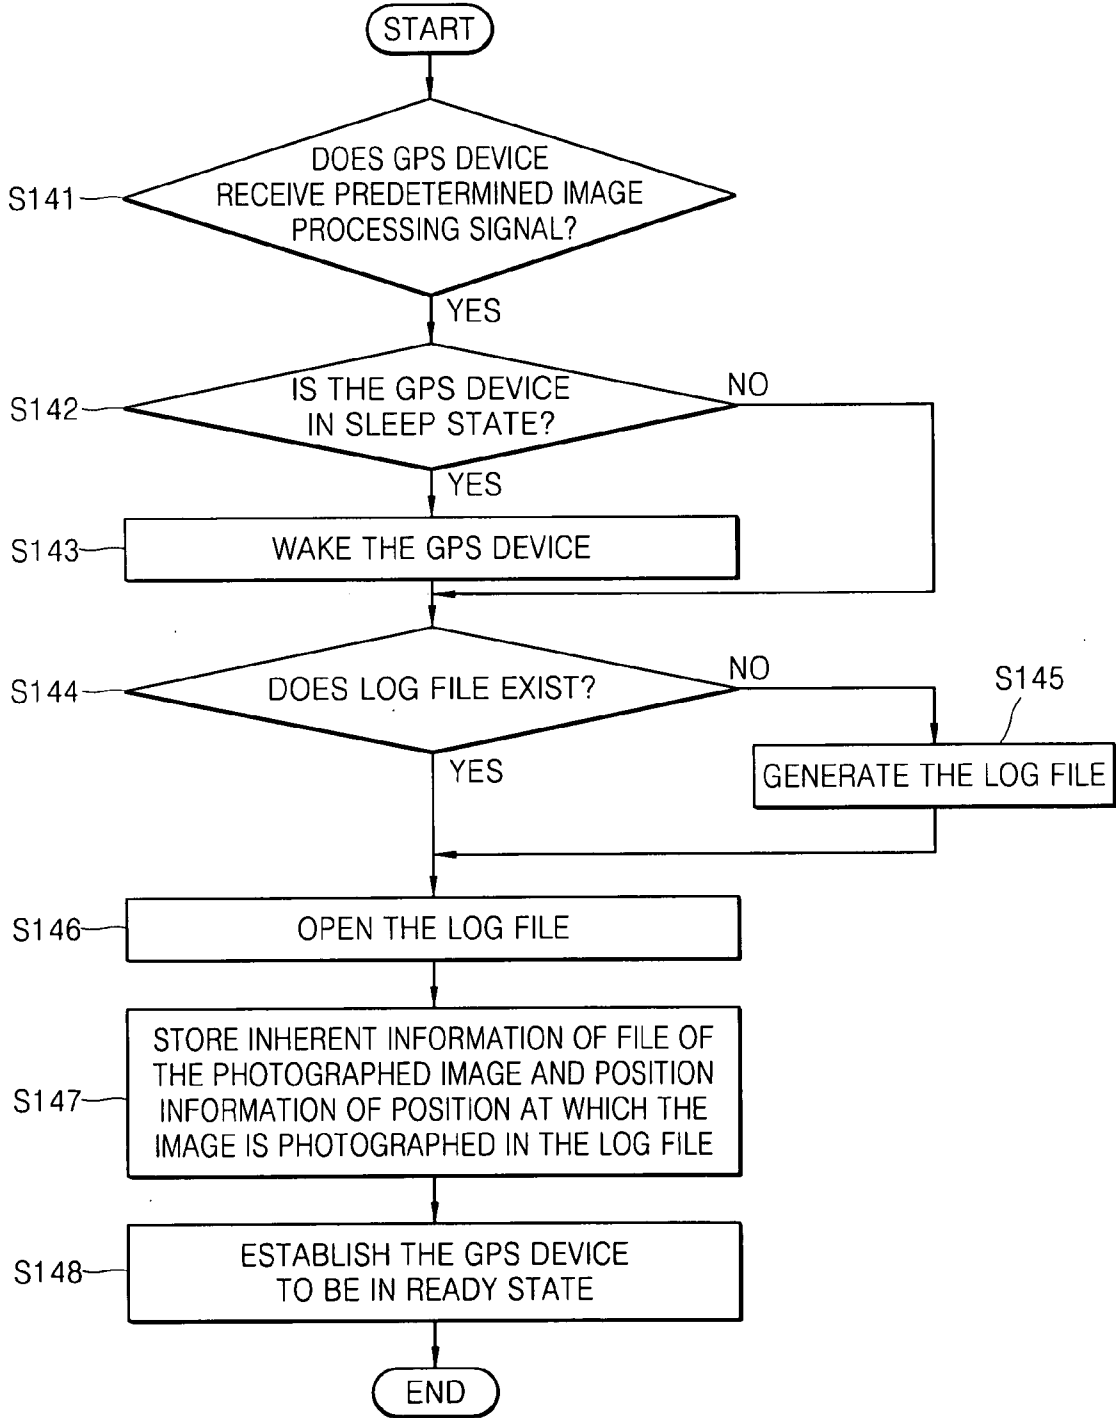 START
DOES GPS DEVICE
RECEIVE PREDETERMINED IMAGE
PROCESSING SIGNAL?
S141
YES
IS THE GPS DEVICE
IN SLEEP STATE?
S142
NO
YES
S143
WAKE THE GPS DEVICE
S144
DOES LOG FILE EXIST?
NO
S145
YES
GENERATE THE LOG FILE
S146
OPEN THE LOG FILE
STORE INHERENT INFORMATION OF FILE OF
THE PHOTOGRAPHED IMAGE AND POSITION
INFORMATION OF POSITION AT WHICH THE
IMAGE IS PHOTOGRAPHED IN THE LOG FILE
S147
ESTABLISH THE GPS DEVICE
TO BE IN READY STATE
S148
END